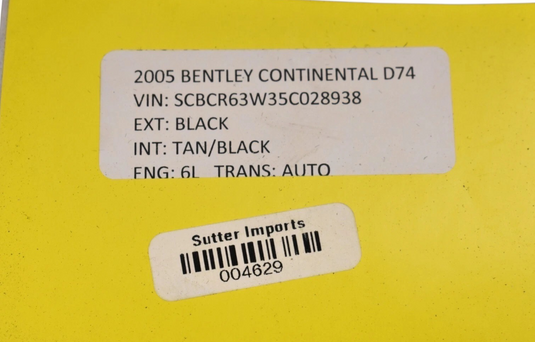 2005 BENTLEY CONTINENTAL D74
VIN: SCBCR63W35C028938
EXT: BLACK
INT: TAN/BLACK
ENG: 6L TRANS: AUTO
Sutter Imports
004629